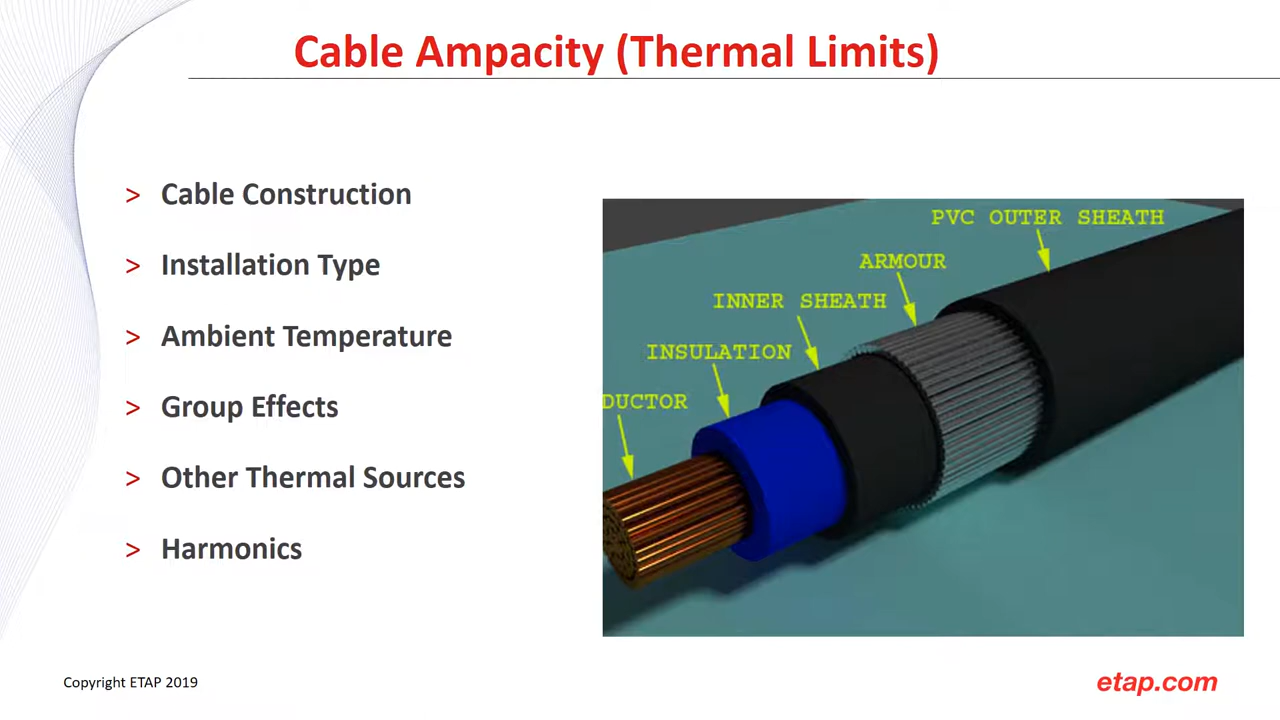 Cable Ampacity (Thermal Limits)
> Cable Construction
> Installation Type
> Ambient Temperature
> Group Effects
> Other Thermal Sources
> Harmonics
PVC OUTER SHEATH
ARMOUR
INNER SHEATH
INSULATION
DUCTOR
Copyright ETAP 2019
etap.com